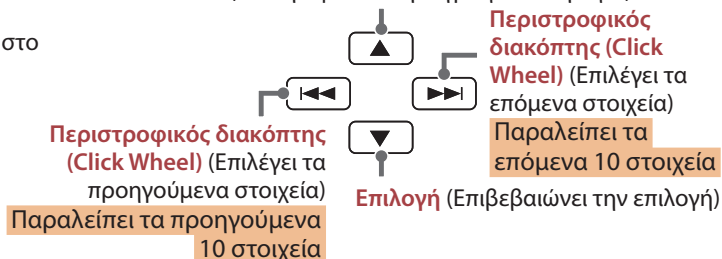 στο
Περιστροφικός
διακόπτης (Click
Wheel) (Επιλέγει τα
επόμενα στοιχεία)
Παραλείπει τα
επόμενα 10 στοιχεία
Περιστροφικός διακόπτης
(Click Wheel) (Επιλέγει τα
προηγούμενα στοιχεία)
Παραλείπει τα προηγούμενα
10 στοιχεία
Επιλογή (Επιβεβαιώνει την επιλογή)